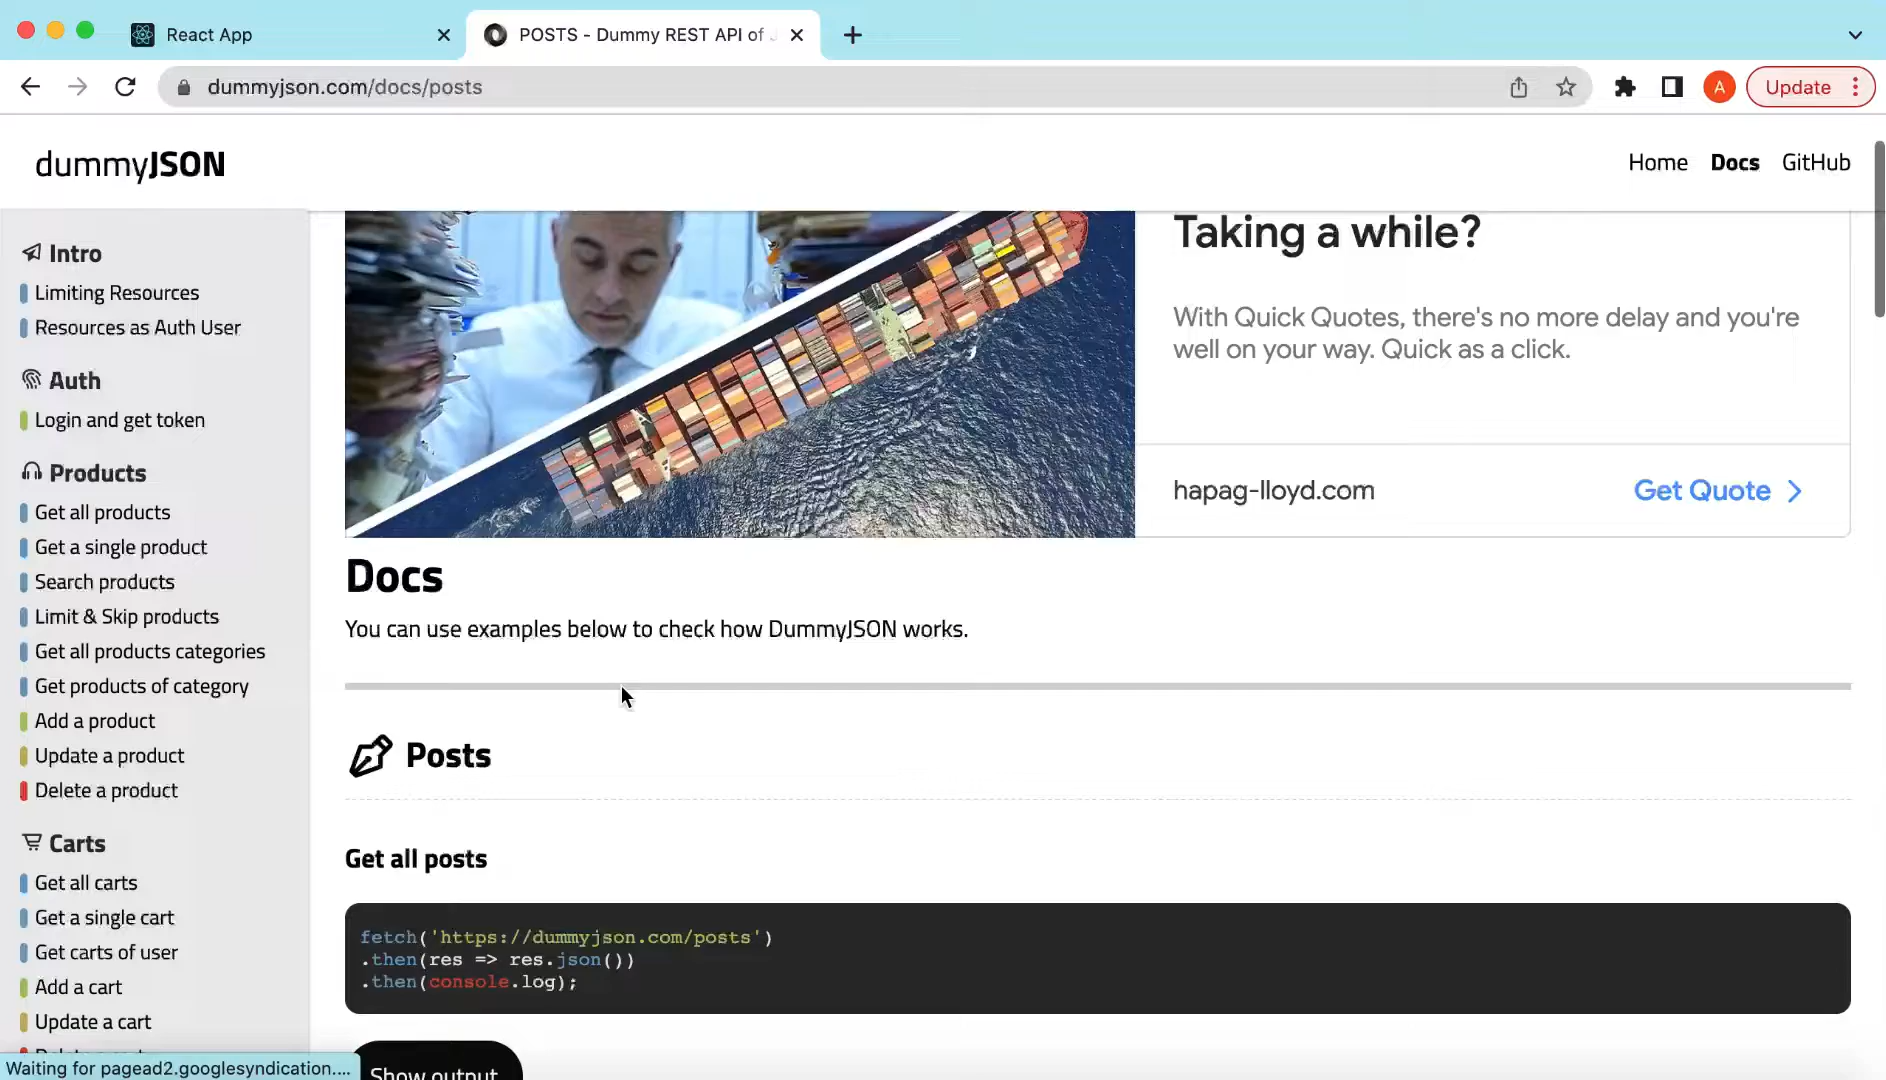 React App
POSTS - Dummy REST API of
dummyjson.com/docs/posts
A
Update
dummyJSON
Home
Docs
GitHub
Intro
Limiting Resources
Resources as Auth User
Auth
Login and get token
Products
Get all products
Get a single product
Search products
Limit & Skip products
Get all products categories
Get products of category
Add a product
Update a product
Delete a product
Carts
Get all carts
Get a single cart
Get carts of user
Add a cart
Update a cart
Taking a while?
With Quick Quotes, there's no more delay and you're
well on your way. Quick as a click.
hapag-lloyd.com
Get Quote
Docs
You can use examples below to check how DummyJSON works.
Posts
Get all posts
fetch('https://dummyjson.com/posts')
.then(res => res.json())
.then(console.log);
Show output
Waiting for pagead2.googlesyndication....